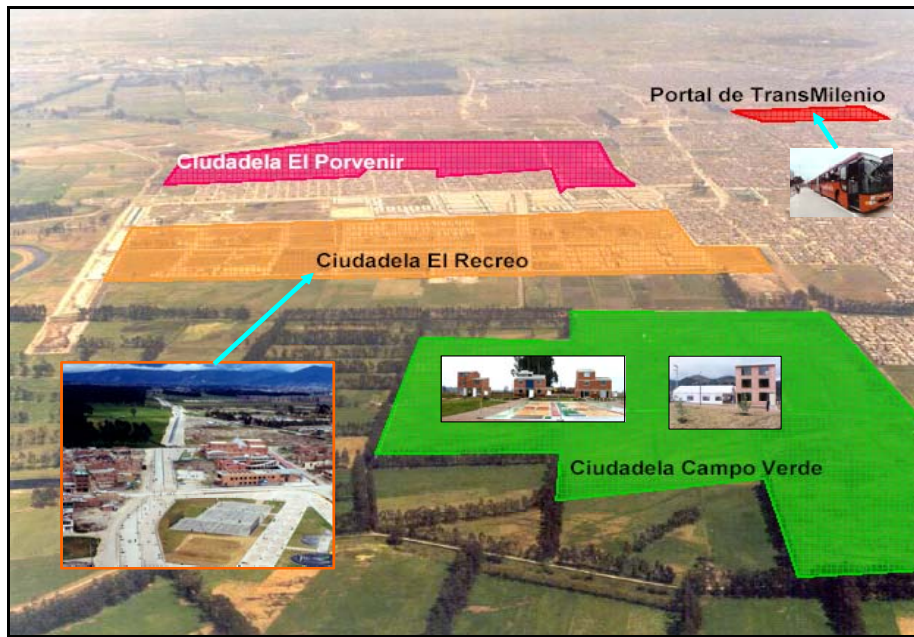 Portal de TransMilenio
Ciudadela El Porvenir
Ciudadela El Recreo
Ciudadela Campo Verde